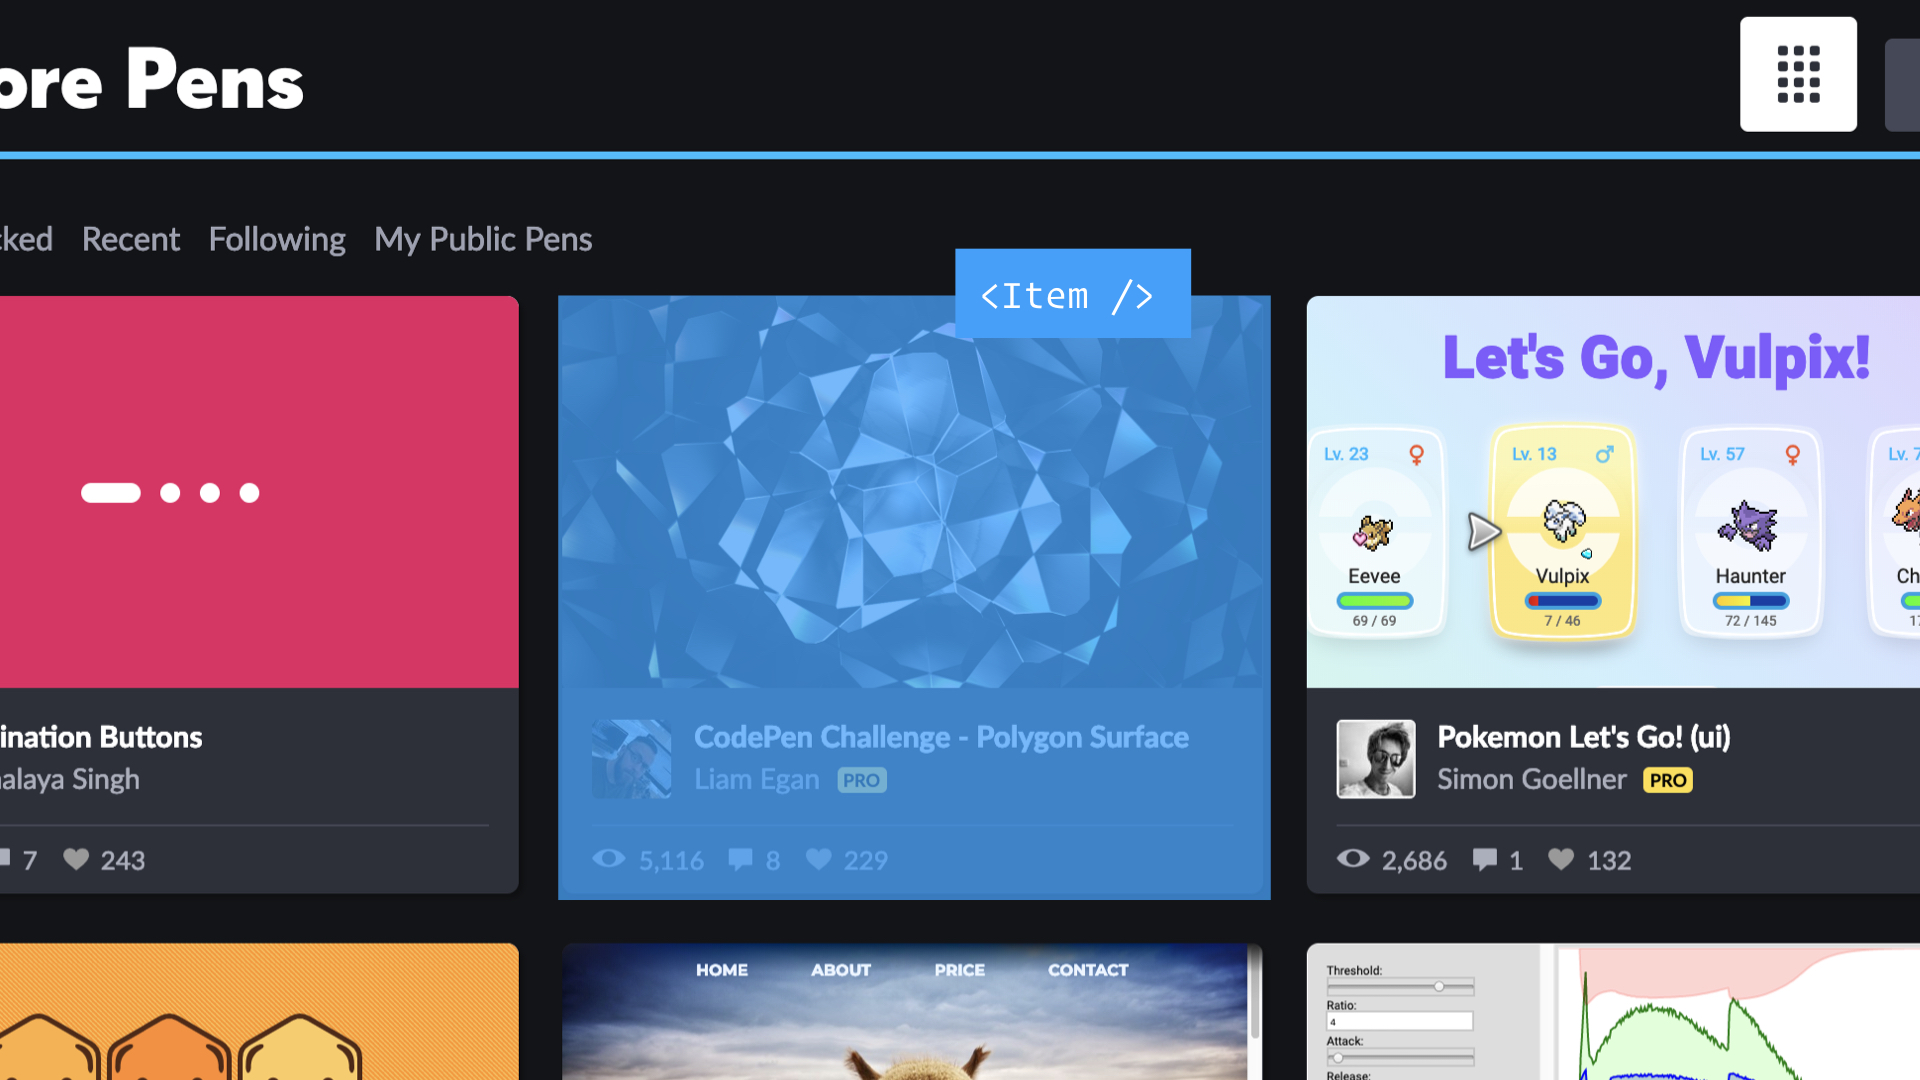 ore Pens
cked Recent Following My Public Pens
<Item />
Let's Go, Vulpix!
Lv. 23
Eevee
69 / 69
Lv. 13
Vulpix
7 / 46
Lv. 57
Haunter
72 / 145
Lv. 7
Ch
17
ination Buttons
alaya Singh
7 243
CodePen Challenge - Polygon Surface
Liam Egan PRO
5,116 8 229
Pokemon Let's Go! (ui)
Simon Goellner PRO
2,686 1 132
HOME ABOUT PRICE CONTACT
Threshold:
Ratio:
4
Attack:
Release: